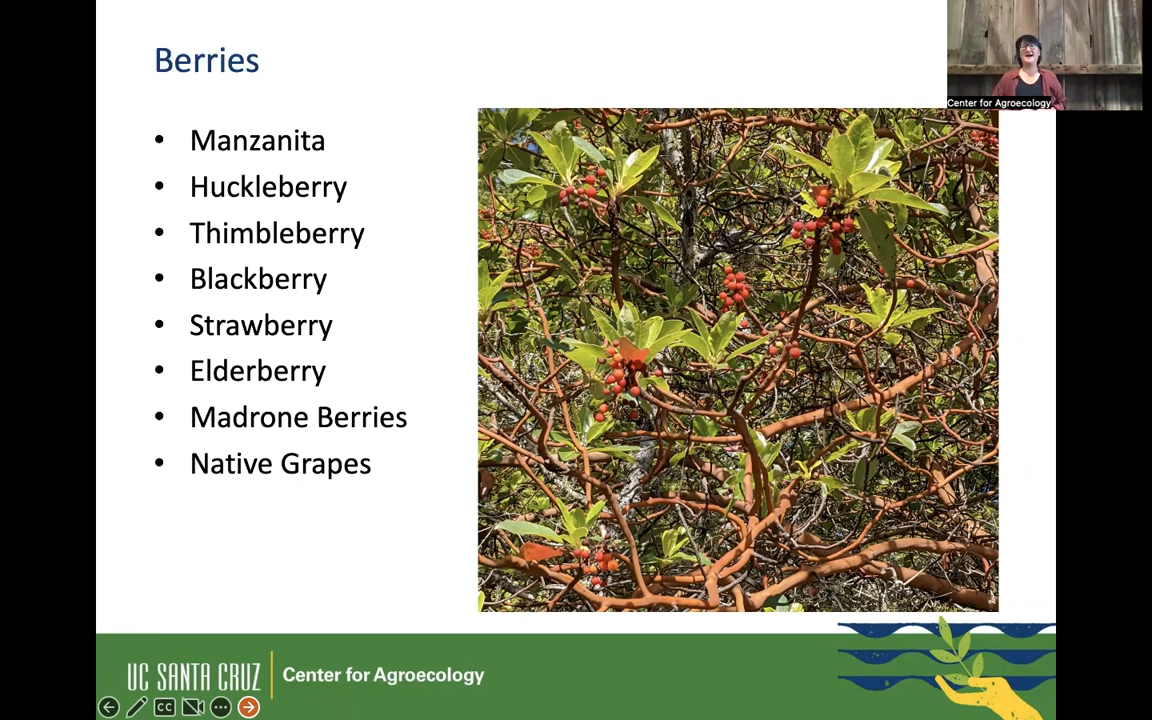 Berries
Center for Agroecology
• Manzanita
• Huckleberry
• Thimbleberry
• Blackberry
• Strawberry
• Elderberry
• Madrone Berries
• Native Grapes
UC SANTA CRUZ
Center for Agroecology
CC